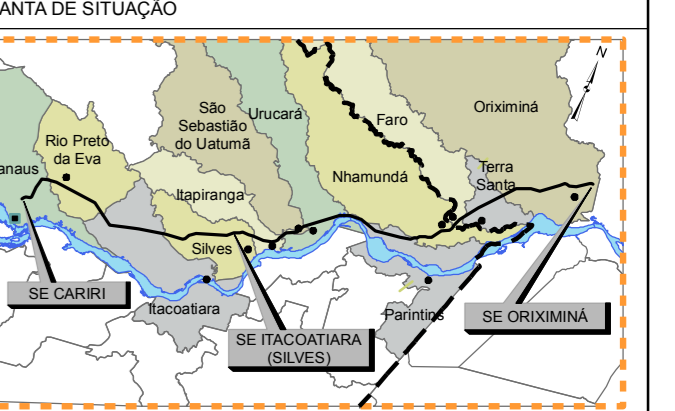 ANTA DE SITUAÇÃO
N
São
Sebastião
do Uatumã
Urucará
Faro
Oriximiná
Rio Preto
da Eva
anaus
Nhamundá
Terra
Santa
Itapiranga
Silves
SE CARIRI
Itacoatiara
Parintins
SE ORIXIMINÁ
SE ITACOATIARA
(SILVES)